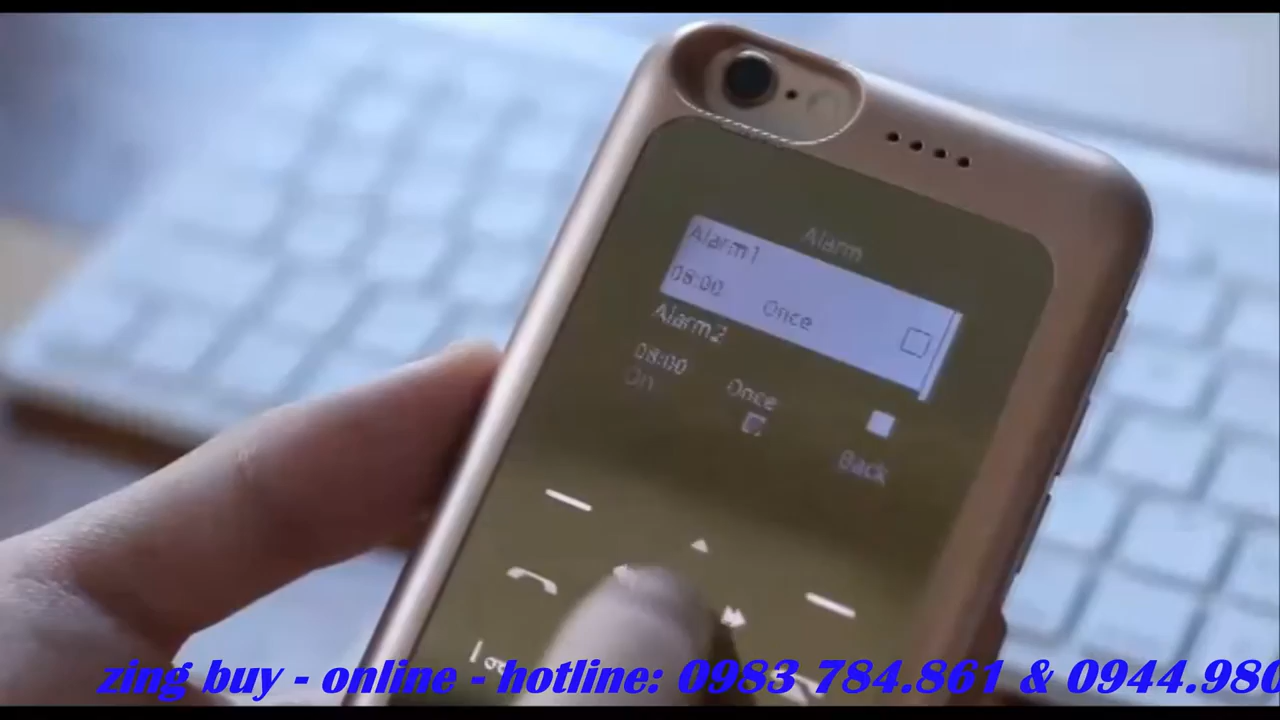 Alarm
Alarm1
08:00 Once
Alarm2
08:00 Once
On
Back
zing buy - online - hotline: 0983 784.861 & 0944.980